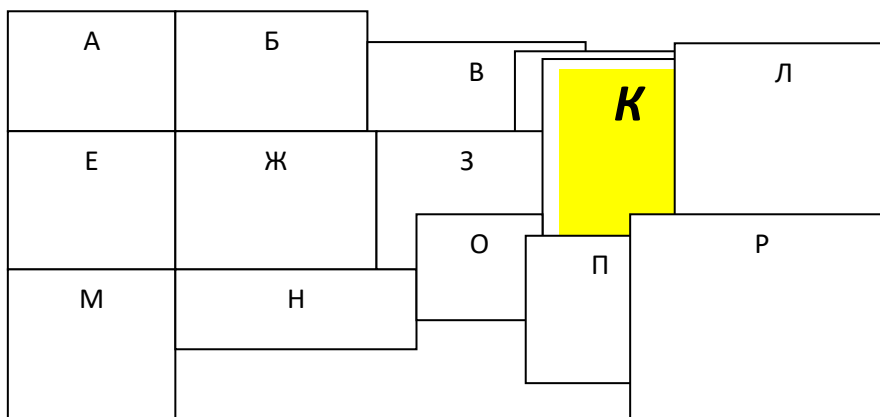 А Б В К Л
Е Ж З
О П Р
М Н